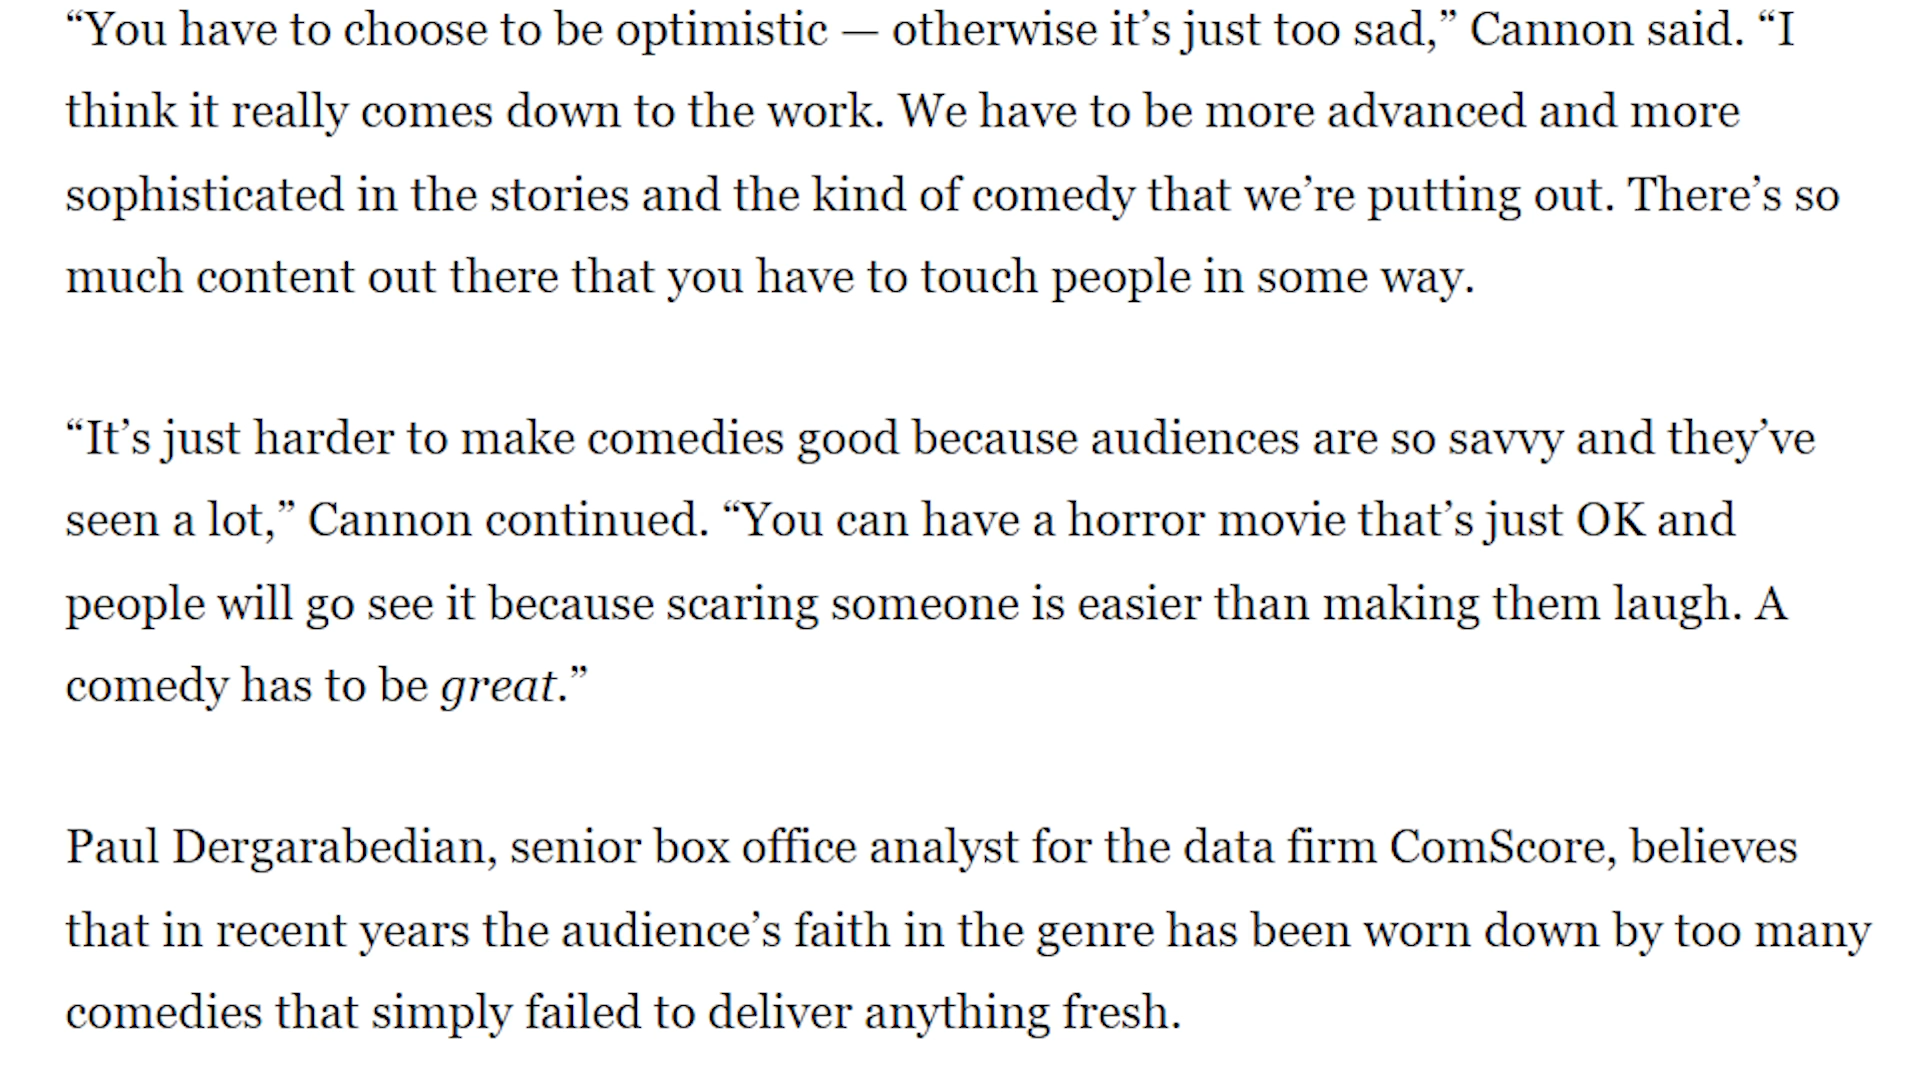 “You have to choose to be optimistic — otherwise it’s just too sad,” Cannon said. “I
think it really comes down to the work. We have to be more advanced and more
sophisticated in the stories and the kind of comedy that we’re putting out. There’s so
much content out there that you have to touch people in some way.
“It’s just harder to make comedies good because audiences are so savvy and they’ve
seen a lot,” Cannon continued. “You can have a horror movie that’s just OK and
people will go see it because scaring someone is easier than making them laugh. A
comedy has to be great.”
Paul Dergarabedian, senior box office analyst for the data firm ComScore, believes
that in recent years the audience’s faith in the genre has been worn down by too many
comedies that simply failed to deliver anything fresh.